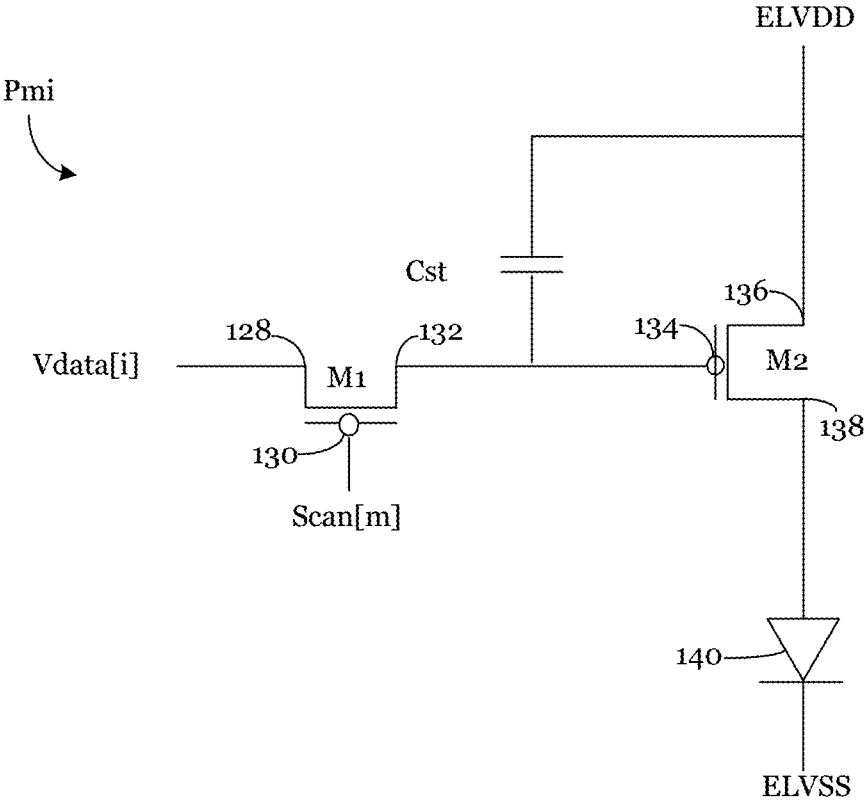 ELVDD
Pmi
Cst
136
134
128
132
Vdata[i]
M1
M2
138
130
Scan[m]
140
ELVSS